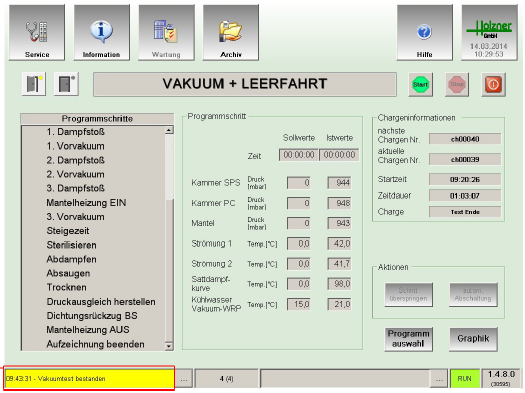 Service
Information
Wartung
Archiv
Hilfe
Holzner
GmbH
14.03.2014
10:29:53
VAKUUM + LEERFAHRT
Start
Stop
Programmschritte
1. Dampfstoß
1. Vorvakuum
2. Dampfstoß
2. Vorvakuum
3. Dampfstoß
Mantelheizung EIN
3. Vorvakuum
Steigezeit
Sterilisieren
Abdampfen
Absaugen
Trocknen
Druckausgleich herstellen
Dichtungsrückzug BS
Mantelheizung AUS
Aufzeichnung beenden
Programmschritt
Sollwerte Istwerte
Zeit 00:00:00 00:00:00
Kammer SPS Druck [mbar] 0 944
Kammer PC Druck [mbar] 0 948
Mantel Druck [mbar] 0 943
Strömung 1 Temp.[°C] 0,0 42,0
Strömung 2 Temp.[°C] 0,0 41,7
Sattdampf-
kurve Temp.[°C] 0,0 98,0
Kühlwasser
Vakuum-WRP Temp.[°C] 15,0 21,0
Chargeninformationen
nächste
Chargen Nr. ch00040
aktuelle
Chargen Nr. ch00039
Startzeit 09:20:26
Zeitdauer 01:03:07
Charge Test Ende
Aktionen
Schritt
überspringen
autom.
Abschaltung
Programm
auswahl
Graphik
09:43:31 - Vakuumtest bestanden
...
4 (4)
...
RUN
1.4.8.0
(30595)